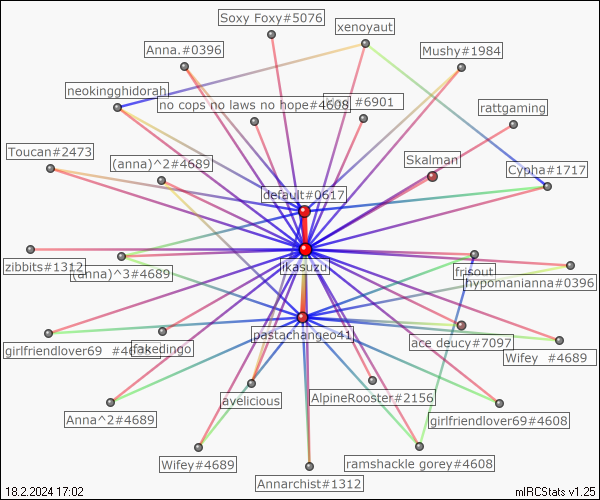 Soxy Foxy#5076
xenoyaut
Anna.#0396
Mushy#1984
neokingghidorah
no cops no laws no hope#4608
#6901
rattgaming
Toucan#2473
(anna)^2#4689
Skalman
Cypha#1717
default#0617
zibbits#1312
(anna)^3#4689
ikasuzu
frisout
hypomanianna#0396
girlfriendlover69
fakedingo
pastachangeo41
ace deucy#7097
Wifey #4689
Anna^2#4689
avelicious
AlpineRooster#2156
girlfriendlover69#4608
Wifey#4689
Annarchist#1312
ramshackle gorey#4608
18.2.2024 17:02
mIRCStats v1.25